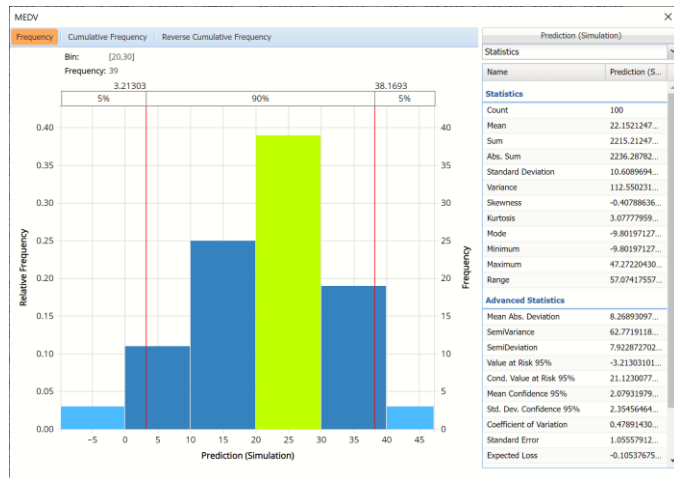 MEDV
Frequency Cumulative Frequency Reverse Cumulative Frequency
Bin: [20,30]
Frequency: 39
3.21303 38.1693
5% 90% 5%
0.40 40
0.35 35
0.30 30
0.25 25
0.20 20
0.15 15
0.10 10
0.05 5
0.00 0
Relative Frequency
Frequency
−5 0 5 10 15 20 25 30 35 40 45
Prediction (Simulation)
Prediction (Simulation)
Statistics
Name Prediction (S...
Statistics
Count 100
Mean 22.1521247...
Sum 2215.21247...
Abs. Sum 2236.28782...
Standard Deviation 10.6089694...
Variance 112.550231...
Skewness -0.40788636...
Kurtosis 3.07777959...
Mode -9.80197127...
Minimum -9.80197127...
Maximum 47.27220430...
Range 57.07417557...
Advanced Statistics
Mean Abs. Deviation 8.26893097...
SemiVariance 62.7719118...
SemiDeviation 7.922872702...
Value at Risk 95% -3.21303101...
Cond. Value at Risk 95% 21.1230077...
Mean Confidence 95% 2.07931979...
Std. Dev. Confidence 95% 2.35456464...
Coefficient of Variation 0.47891430...
Standard Error 1.05557912...
Expected Loss -0.10537675...